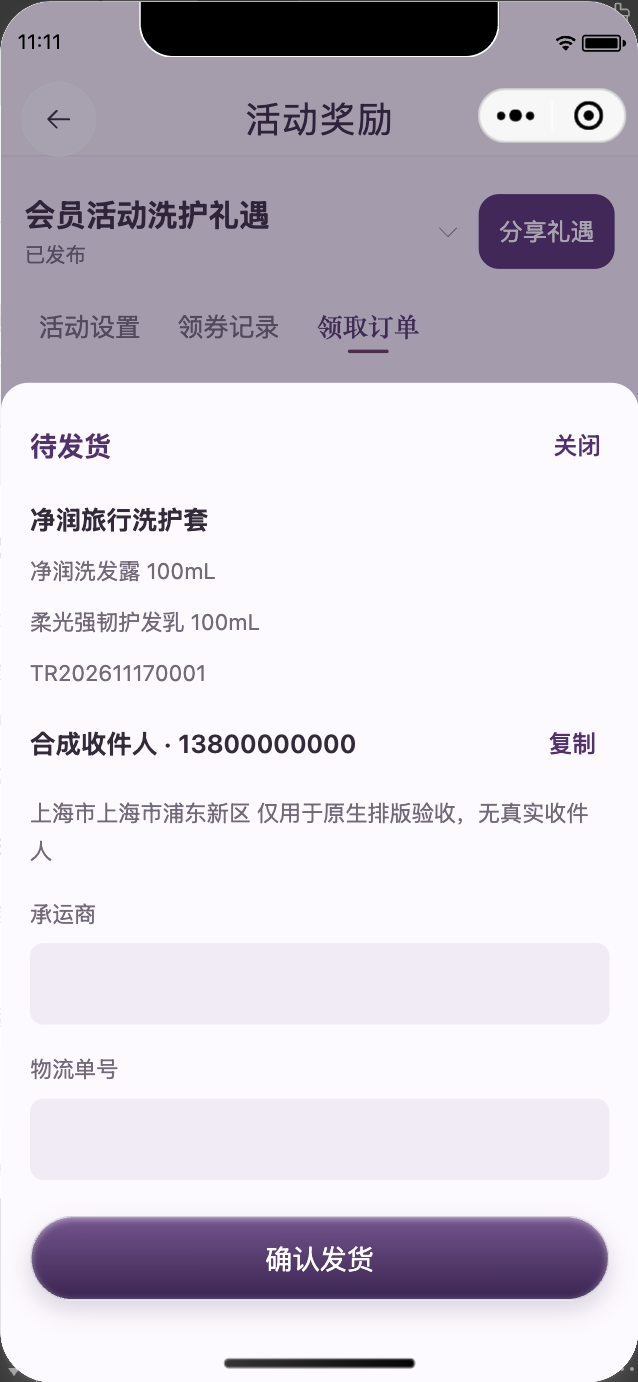 11:11
活动奖励
会员活动洗护礼遇
已发布
分享礼遇
活动设置 领券记录 领取订单
待发货 关闭
净润旅行洗护套
净润洗发露 100mL
柔光强韧护发乳 100mL
TR202611170001
合成收件人 · 13800000000 复制
上海市上海市浦东新区 仅用于原生排版验收，无真实收件
人
承运商
物流单号
确认发货